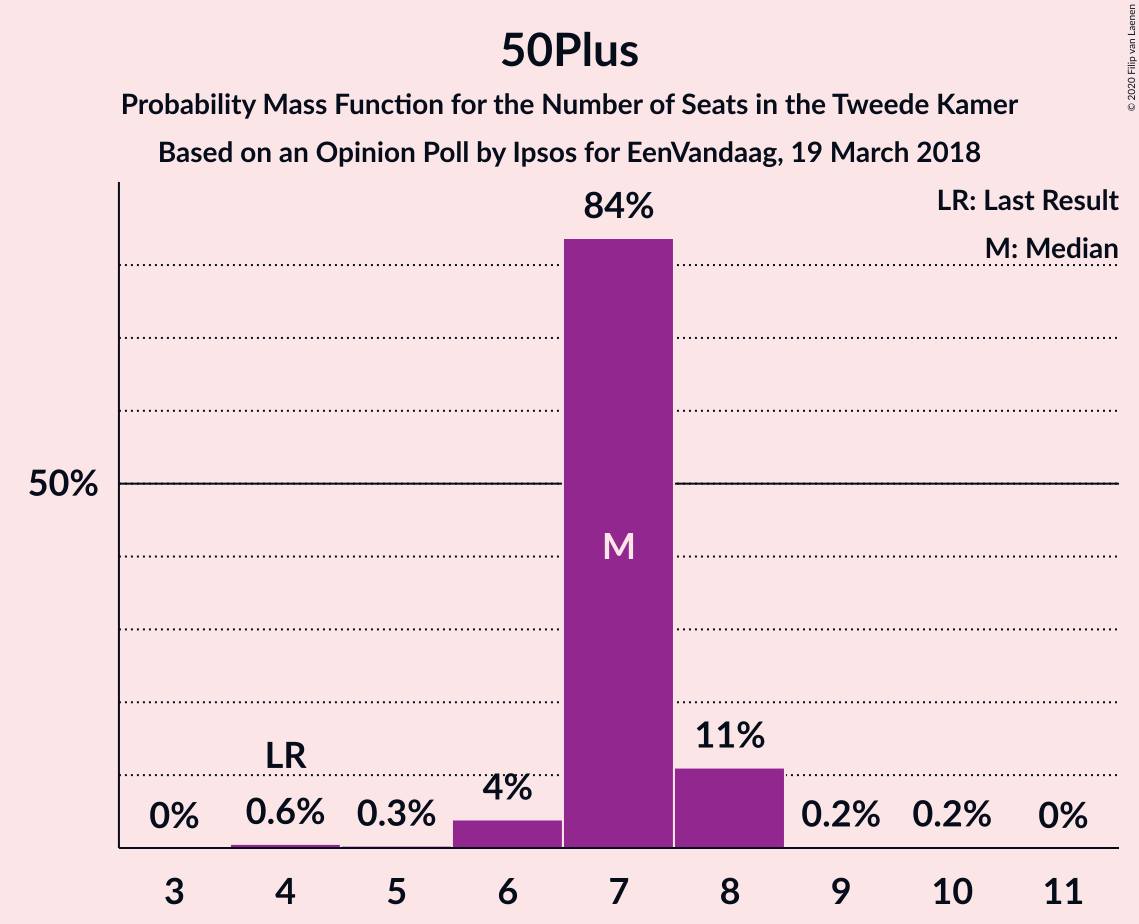 50Plus
Probability Mass Function for the Number of Seats in the Tweede Kamer
Based on an Opinion Poll by Ipsos for EenVandaag, 19 March 2018
© 2020 Filip van Laenen
LR: Last Result
M: Median
84%
50%
M
11%
LR
4%
0%
0.6%
0.3%
0.2%
0.2%
0%
3 4 5 6 7 8 9 10 11